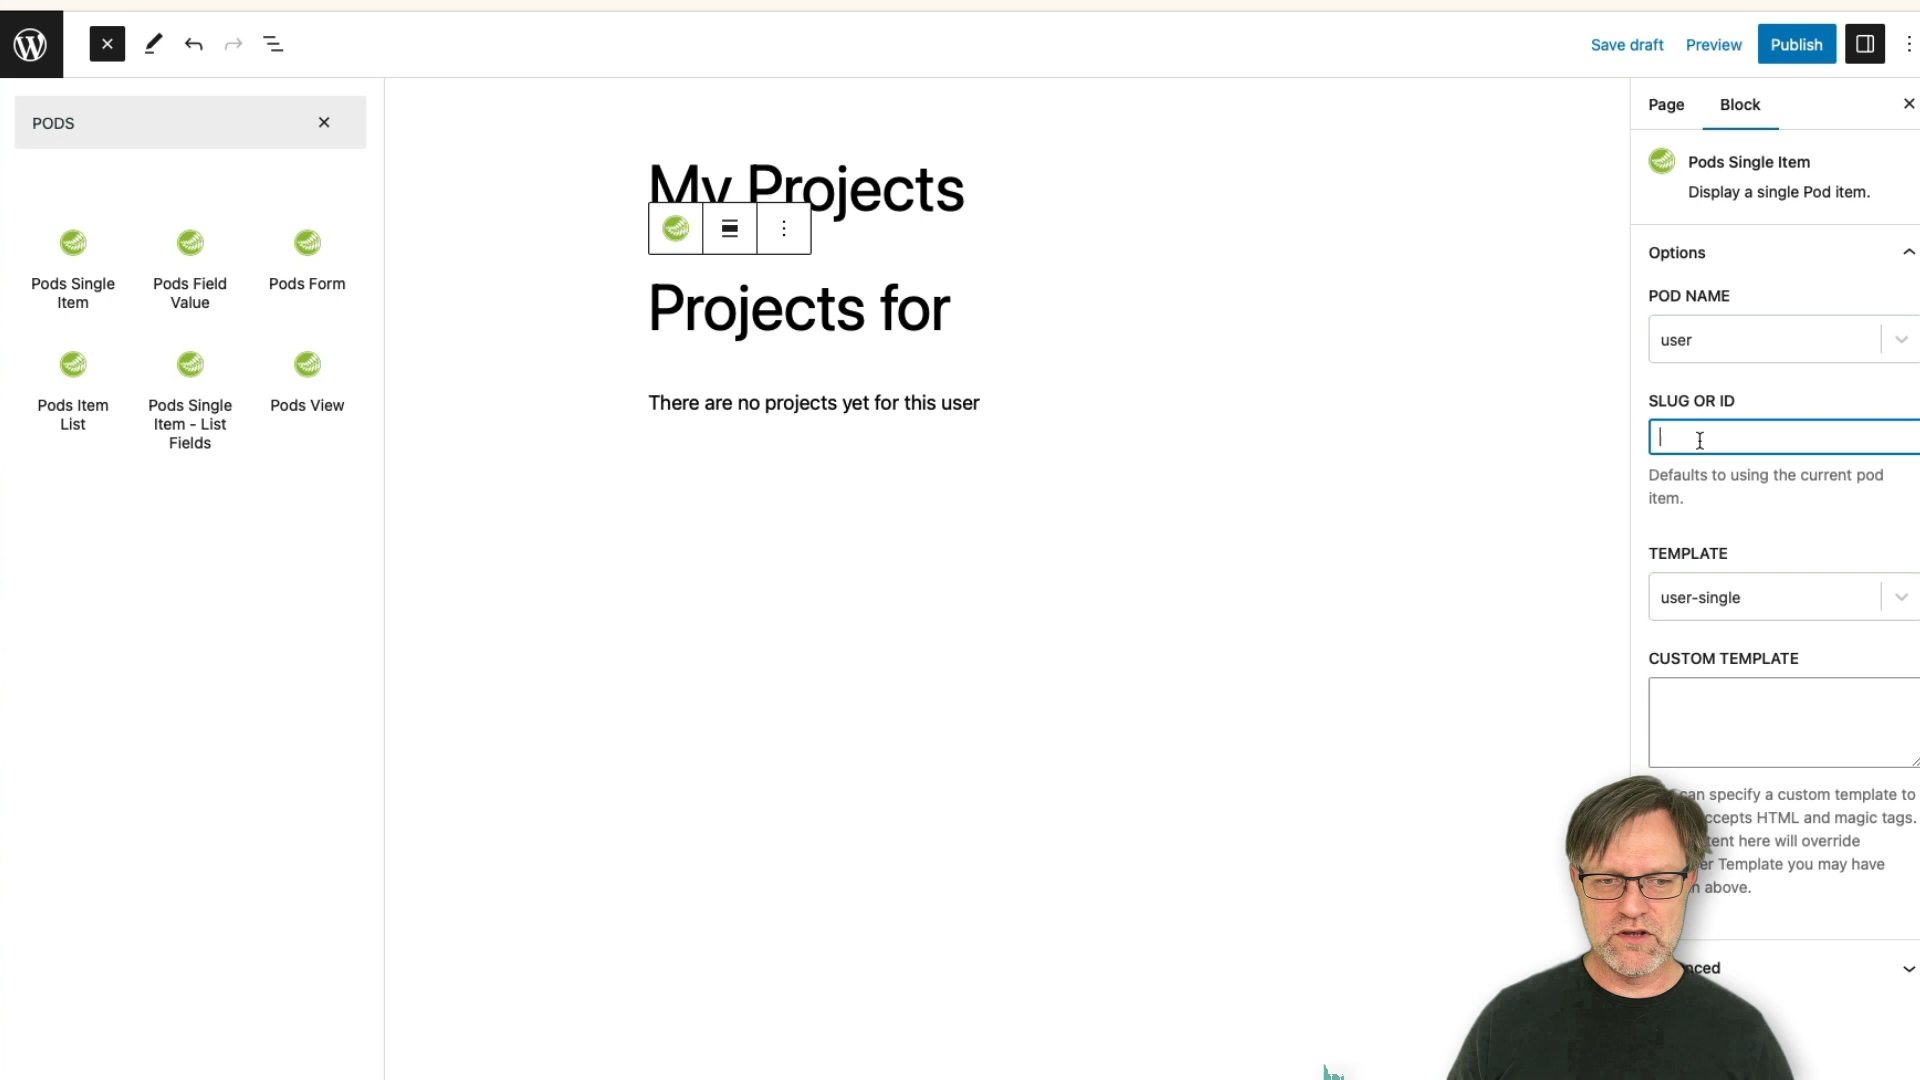 Save draft
Preview
Publish
PODS
Pods Single
Item
Pods Field
Value
Pods Form
Pods Item
List
Pods Single
Item - List
Fields
Pods View
My Projects
Projects for
There are no projects yet for this user
Page
Block
Pods Single Item
Display a single Pod item.
Options
POD NAME
user
SLUG OR ID
Defaults to using the current pod
item.
TEMPLATE
user-single
CUSTOM TEMPLATE
can specify a custom template to
accepts HTML and magic tags.
here will override
Template you may have
above.